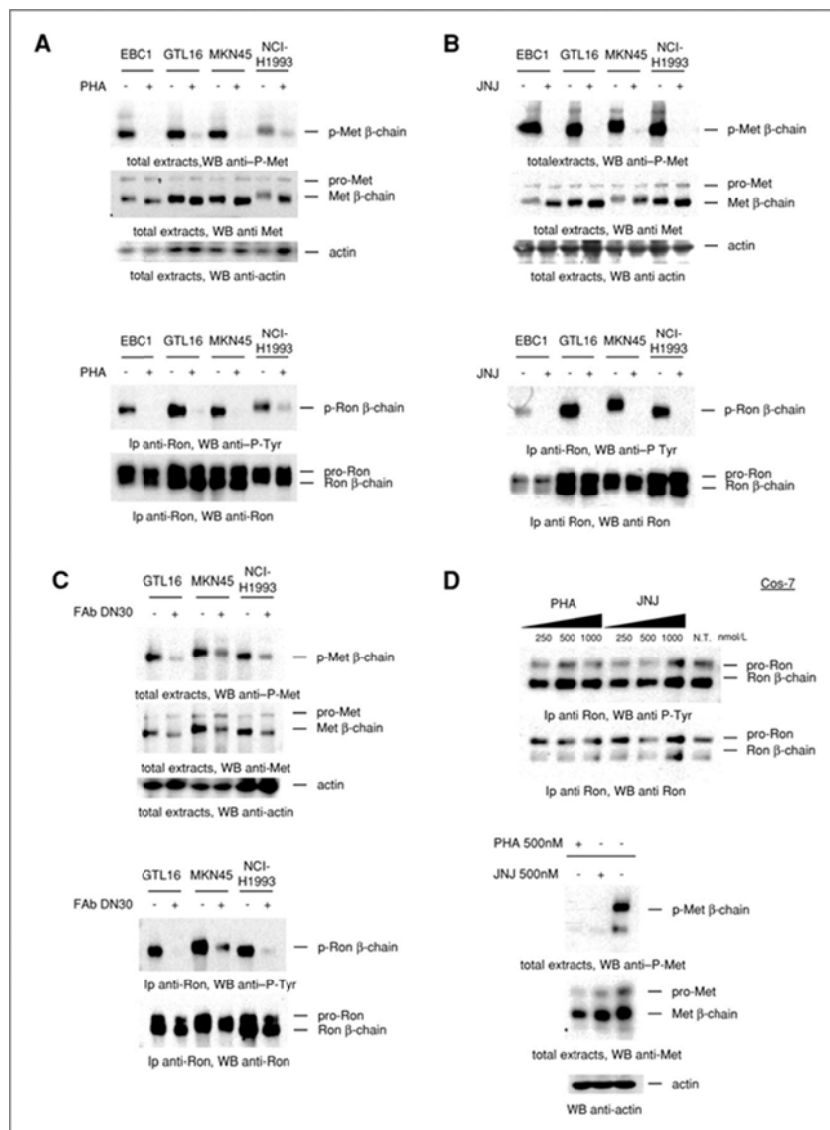 A
EBC1 GTL16 MKN45 NCI-
H1993
PHA - + - + - + - +
p-Met β-chain
total extracts,WB anti–P-Met
pro-Met
Met β-chain
total extracts, WB anti Met
actin
total extracts, WB anti-actin
EBC1 GTL16 MKN45 NCI-
H1993
PHA - + - + - + - +
p-Ron β-chain
Ip anti-Ron, WB anti–P-Tyr
pro-Ron
Ron β-chain
Ip anti-Ron, WB anti-Ron
B
EBC1 GTL16 MKN45 NCI-
H1993
JNJ - + - + - + - +
p-Met β-chain
totalextracts, WB anti–P-Met
pro-Met
Met β-chain
total extracts, WB anti Met
actin
total extracts, WB anti actin
EBC1 GTL16 MKN45 NCI-
H1993
JNJ - + - + - + - +
p-Ron β-chain
Ip anti-Ron, WB anti–P Tyr
pro-Ron
Ron β-chain
Ip anti Ron, WB anti Ron
C
GTL16 MKN45 NCI-
H1993
FAb DN30 - + - + - +
p-Met β-chain
total extracts, WB anti–P-Met
pro-Met
Met β-chain
total extracts, WB anti-Met
actin
total extracts, WB anti-actin
GTL16 MKN45 NCI-
H1993
FAb DN30 - + - + - +
p-Ron β-chain
Ip anti-Ron, WB anti–P-Tyr
pro-Ron
Ron β-chain
Ip anti-Ron, WB anti-Ron
D
Cos-7
PHA JNJ
250 500 1000 250 500 1000 N.T. nmol/L
pro-Ron
Ron β-chain
Ip anti Ron, WB anti P-Tyr
pro-Ron
Ron β-chain
Ip anti Ron, WB anti Ron
PHA 500nM + - -
JNJ 500nM - + -
p-Met β-chain
total extracts, WB anti–P-Met
pro-Met
Met β-chain
total extracts, WB anti-Met
actin
WB anti-actin